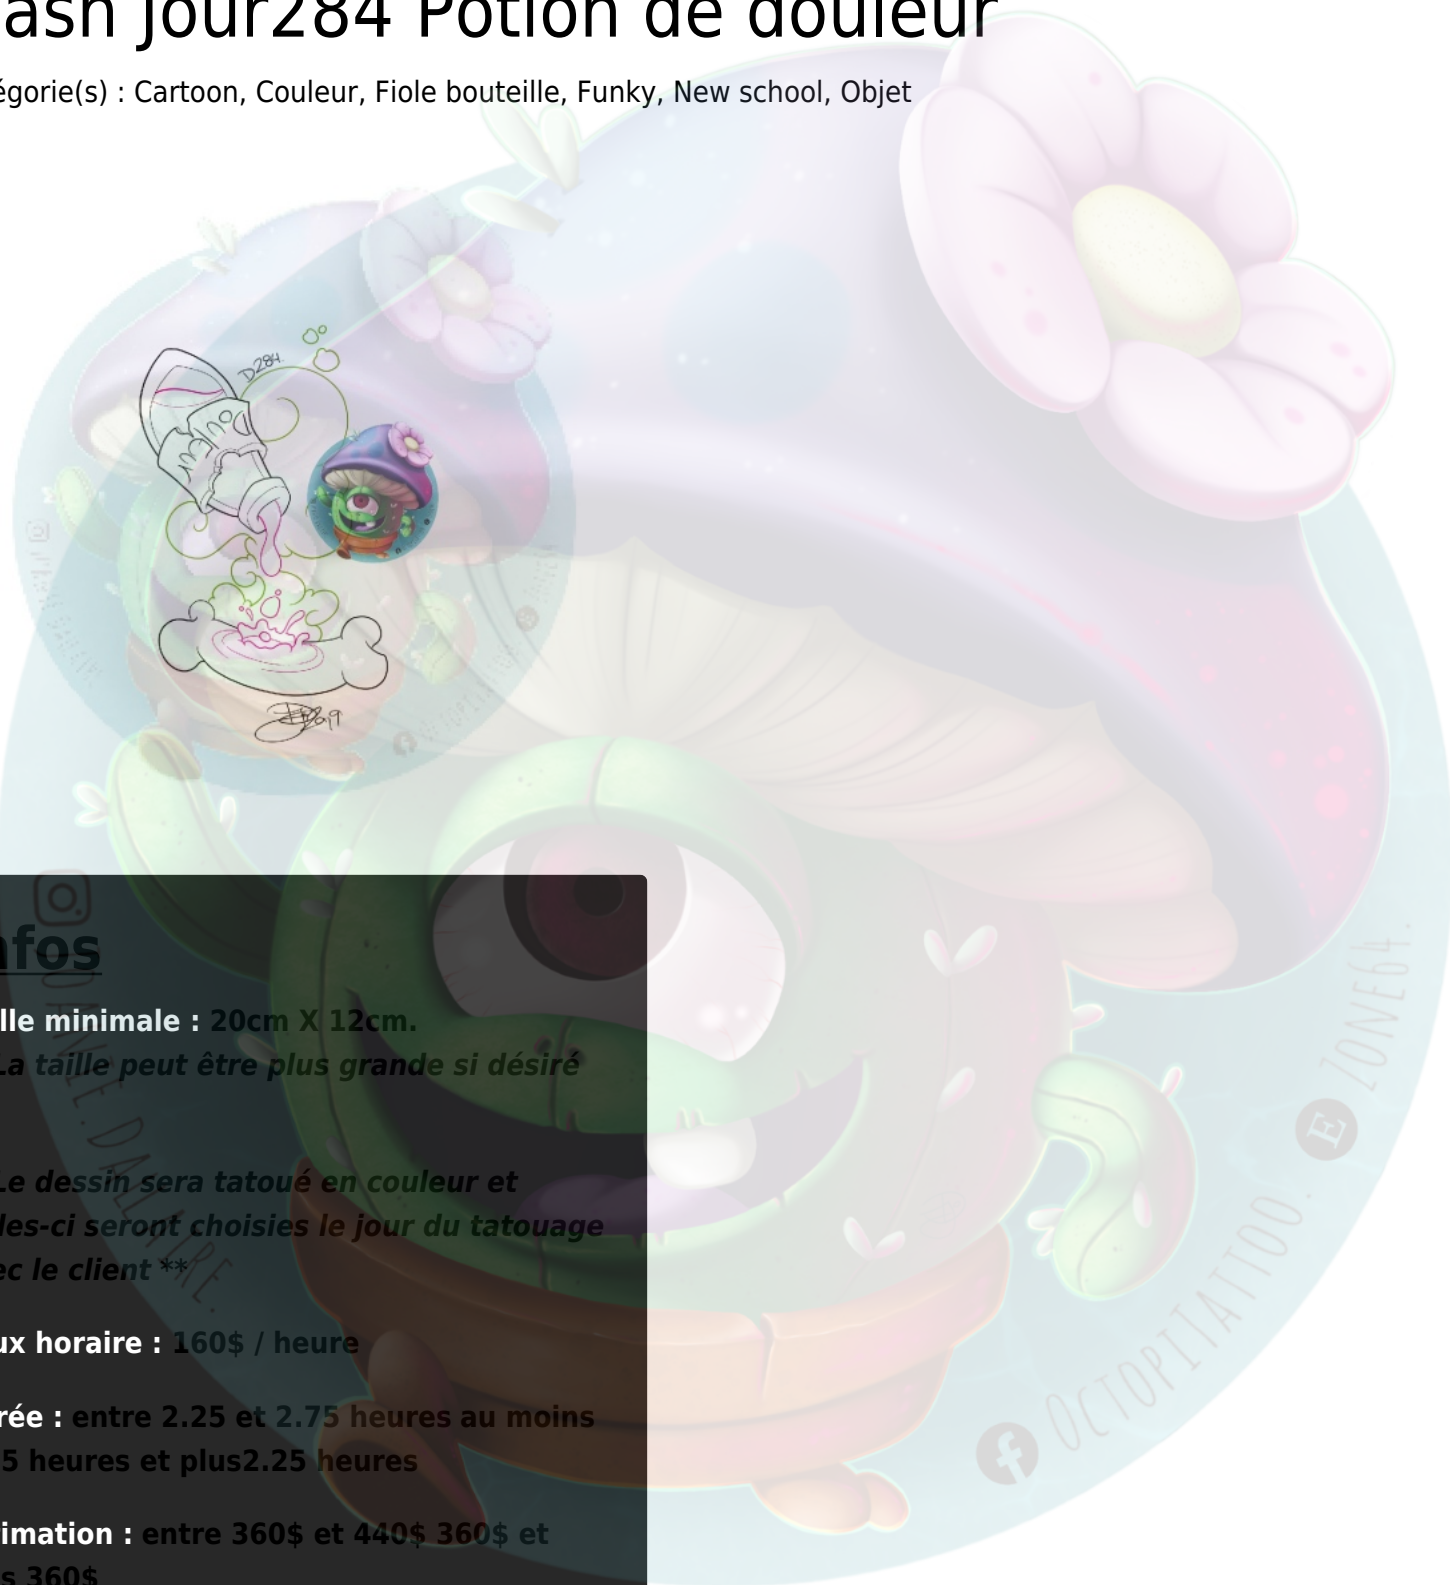 ash Jour284 Potion de douleur
égorie(s) : Cartoon, Couleur, Fiole bouteille, Funky, New school, Objet
D284
nfos
lle minimale : 20cm X 12cm.
La taille peut être plus grande si désiré
Le dessin sera tatoué en couleur et
les-ci seront choisies le jour du tatouage
ec le client **
ux horaire : 160$ / heure
rée : entre 2.25 et 2.75 heures au moins
5 heures et plus2.25 heures
imation : entre 360$ et 440$ 360$ et
s 360$
OCTOPITATTOO.
ZONE64.